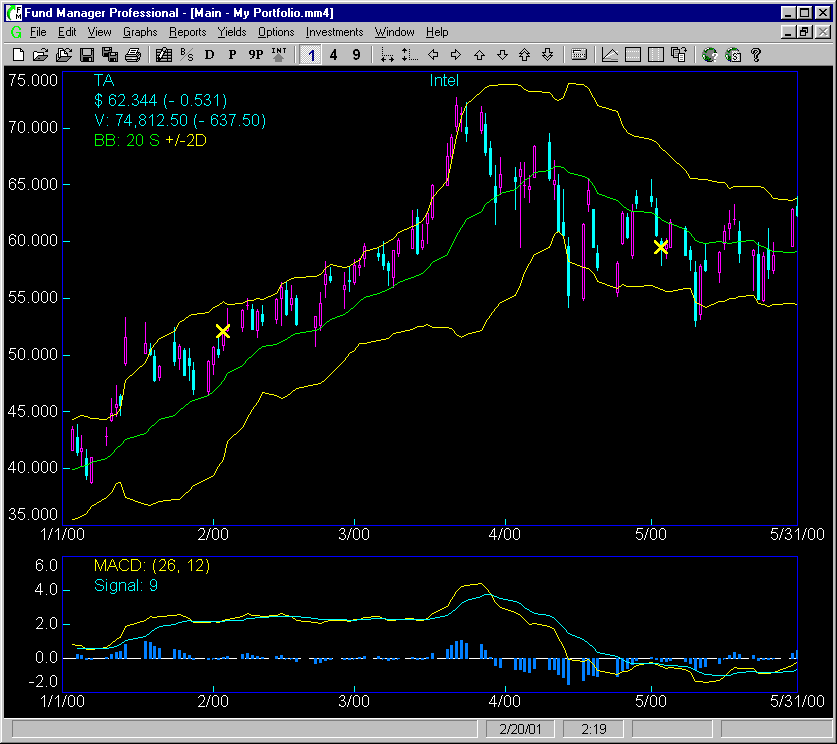 Fund Manager Professional - [Main - My Portfolio.mm4]
G File Edit View Graphs Reports Yields Options Investments Window Help
B/S D P 9P INT 1 4 9 ?
TA Intel
$ 62.344 (- 0.531)
V: 74,812.50 (- 637.50)
BB: 20 S +/-2D
75.000
70.000
65.000
60.000
55.000
50.000
45.000
40.000
35.000
1/1/00 2/00 3/00 4/00 5/00 5/31/00
MACD: (26, 12)
Signal: 9
6.0
4.0
2.0
0.0
-2.0
1/1/00 2/00 3/00 4/00 5/00 5/31/00
2/20/01 2:19